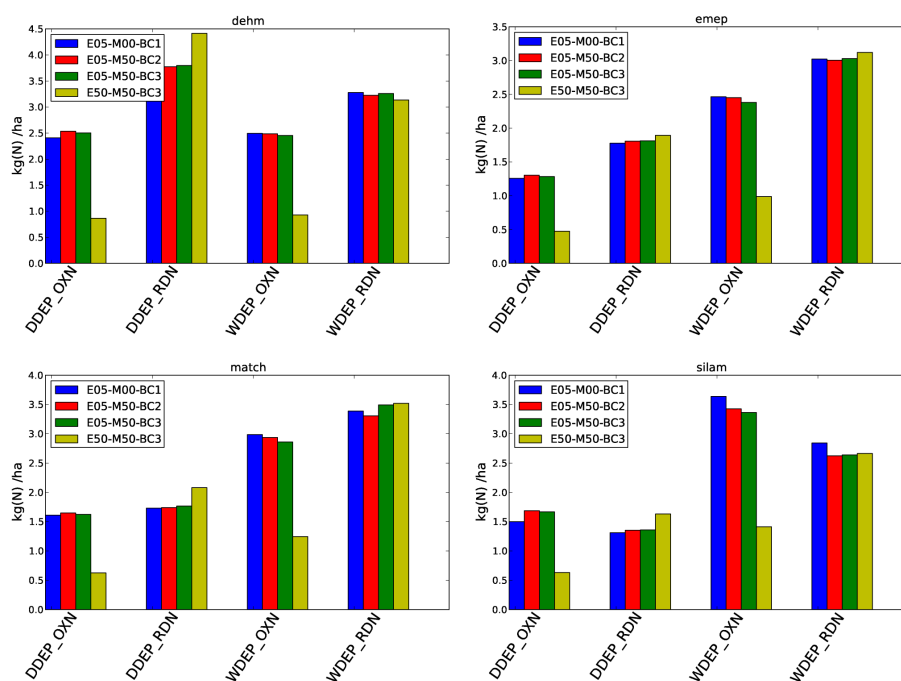 dehm
E05-M00-BC1
E05-M50-BC2
E05-M50-BC3
E50-M50-BC3
kg(N) /ha
4.5
4.0
3.5
3.0
2.5
2.0
1.5
1.0
0.5
0.0
DDEP_OXN
DDEP_RDN
WDEP_OXN
WDEP_RDN
emep
E05-M00-BC1
E05-M50-BC2
E05-M50-BC3
E50-M50-BC3
kg(N) /ha
3.5
3.0
2.5
2.0
1.5
1.0
0.5
0.0
DDEP_OXN
DDEP_RDN
WDEP_OXN
WDEP_RDN
match
E05-M00-BC1
E05-M50-BC2
E05-M50-BC3
E50-M50-BC3
kg(N) /ha
4.0
3.5
3.0
2.5
2.0
1.5
1.0
0.5
0.0
DDEP_OXN
DDEP_RDN
WDEP_OXN
WDEP_RDN
silam
E05-M00-BC1
E05-M50-BC2
E05-M50-BC3
E50-M50-BC3
kg(N) /ha
4.0
3.5
3.0
2.5
2.0
1.5
1.0
0.5
0.0
DDEP_OXN
DDEP_RDN
WDEP_OXN
WDEP_RDN